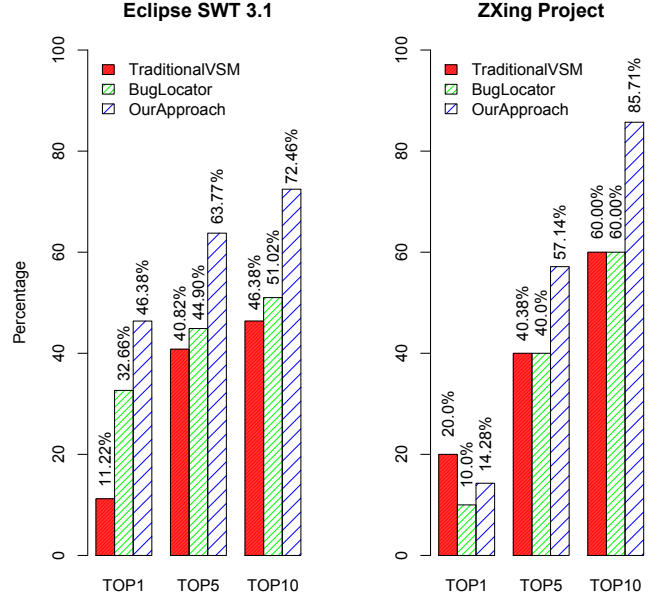 Eclipse SWT 3.1
Percentage
100
80
60
40
20
0
TraditionalVSM
BugLocator
OurApproach
11.22%
32.66%
46.38%
40.82%
44.90%
63.77%
46.38%
51.02%
72.46%
TOP1 TOP5 TOP10
ZXing Project
100
80
60
40
20
0
TraditionalVSM
BugLocator
OurApproach
20.0%
10.0%
14.28%
40.38%
40.0%
57.14%
60.00%
60.00%
85.71%
TOP1 TOP5 TOP10